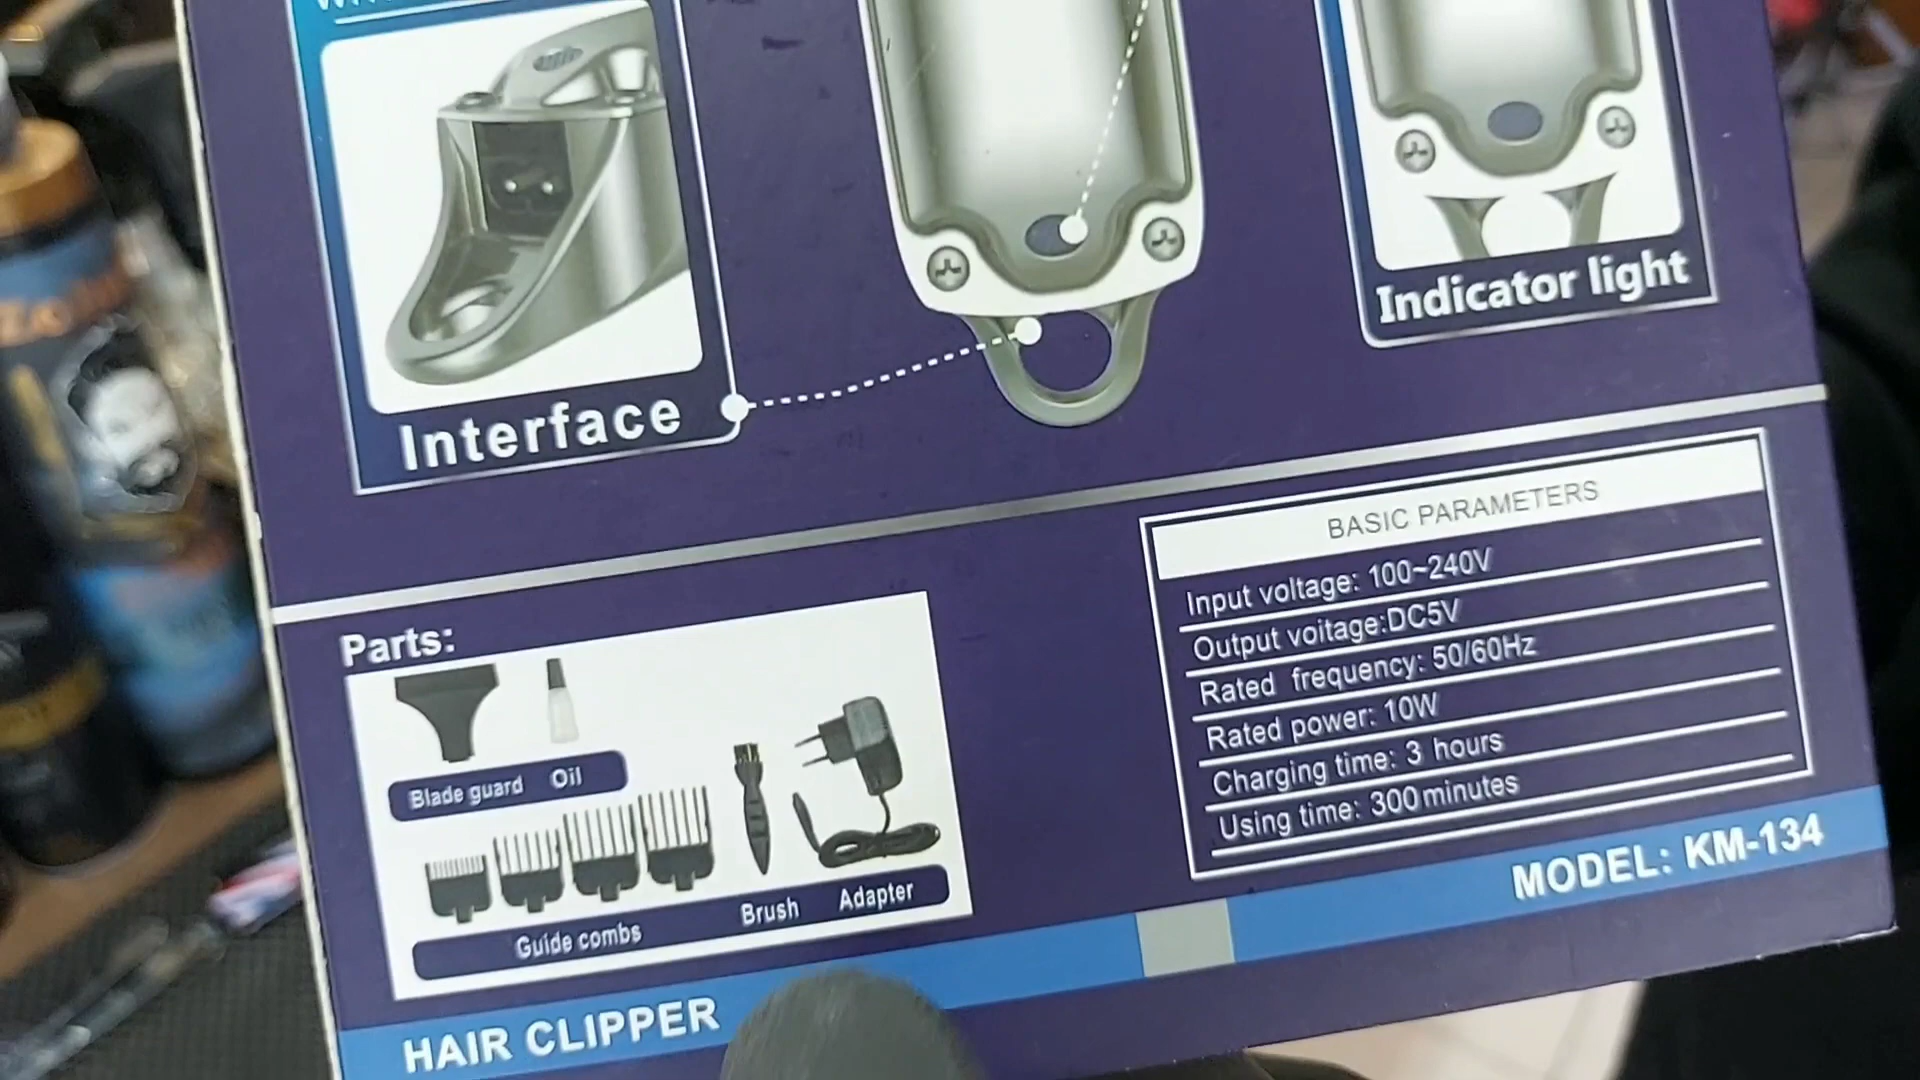 Interface
Indicator light
BASIC PARAMETERS
Input voltage: 100~240V
Output voitage:DC5V
Rated frequency: 50/60Hz
Rated power: 10W
Charging time: 3 hours
Using time: 300minutes
Parts:
Blade guard Oil
Guide combs Brush Adapter
MODEL: KM-134
HAIR CLIPPER